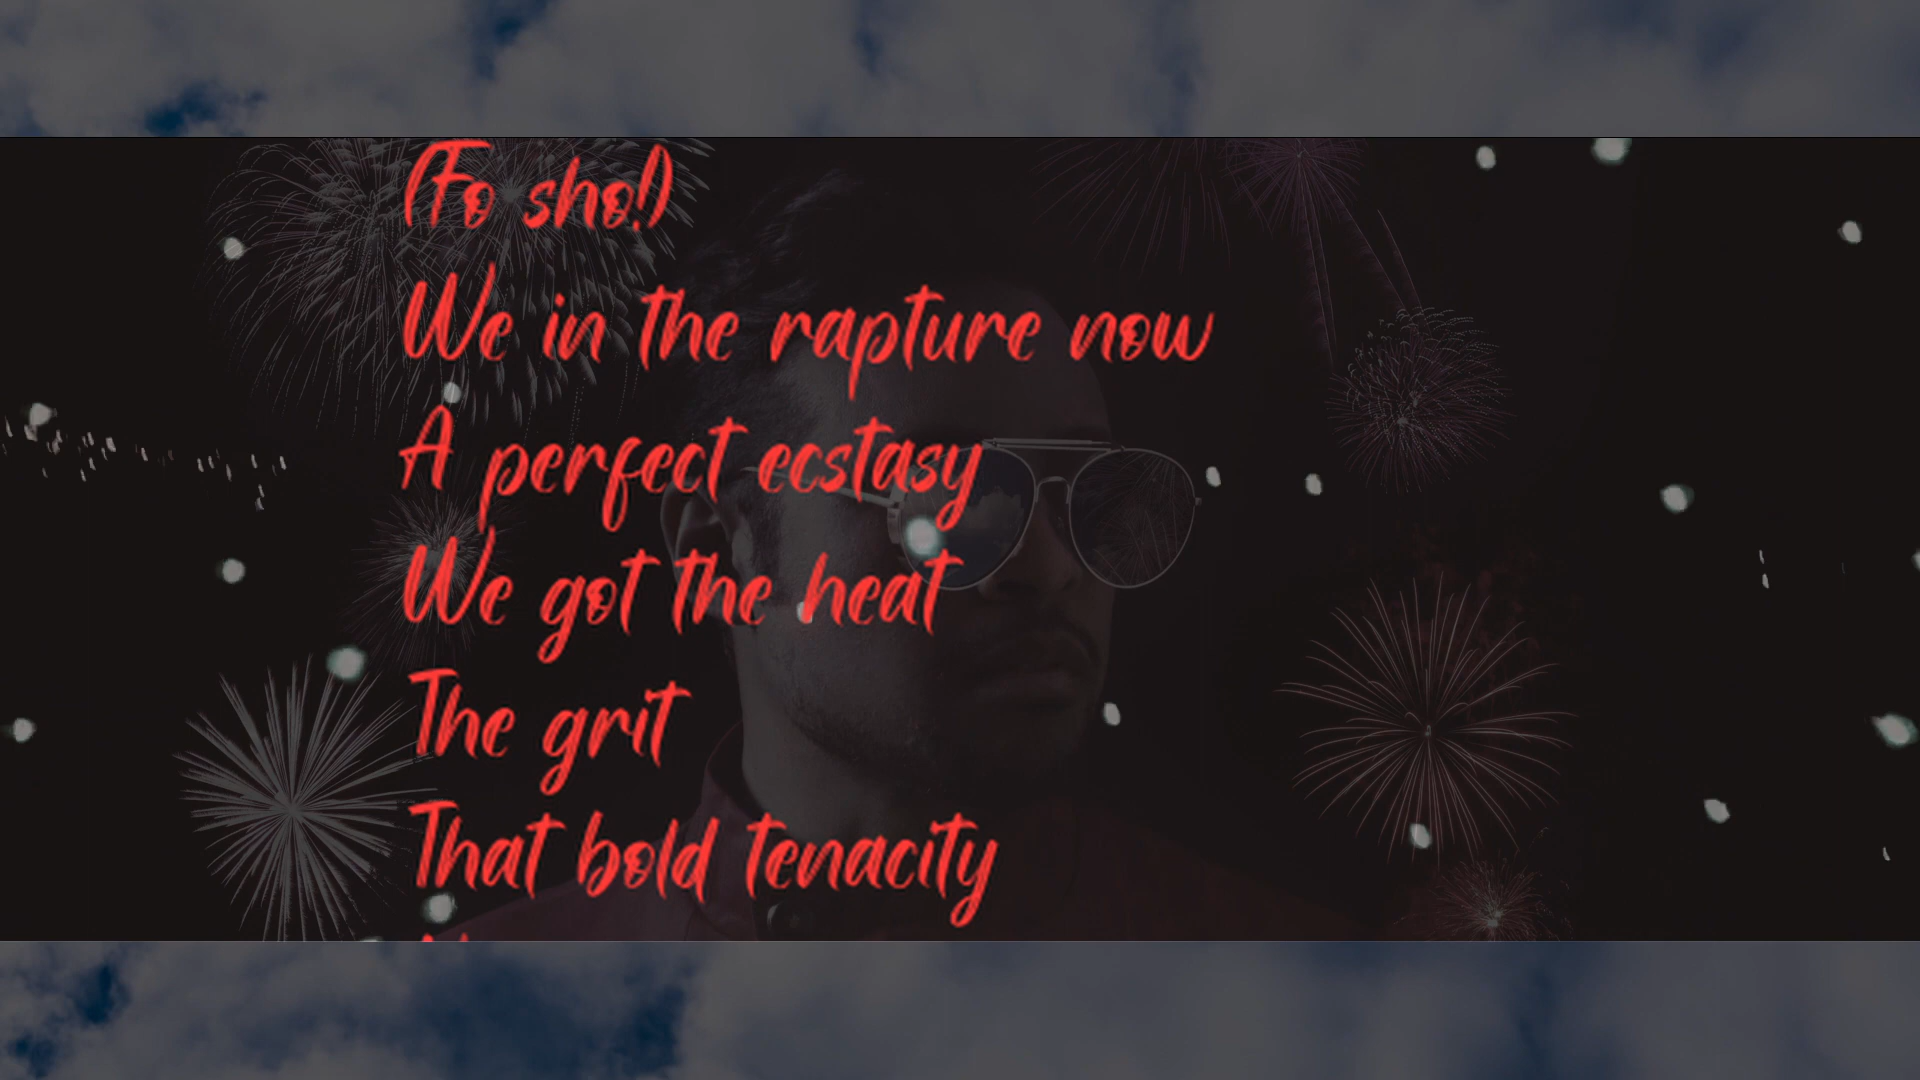 (Fo sho!)
We in the rapture now
A perfect ecstasy
We got the heat
The grit
That bold tenacity